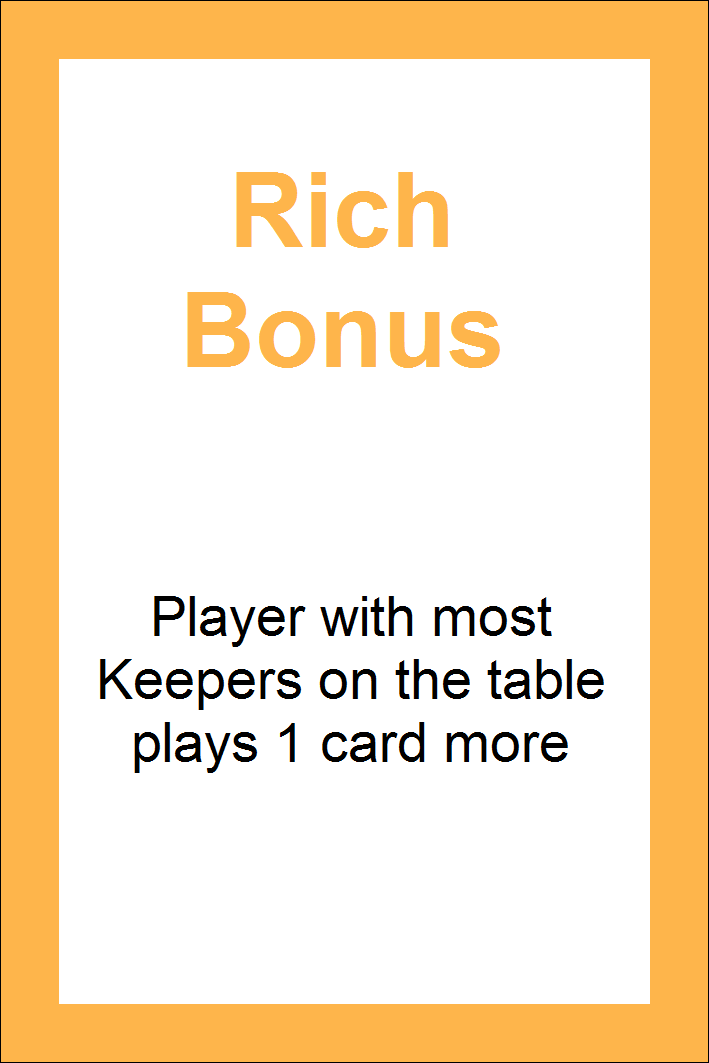 Rich
Bonus
Player with most
Keepers on the table
plays 1 card more